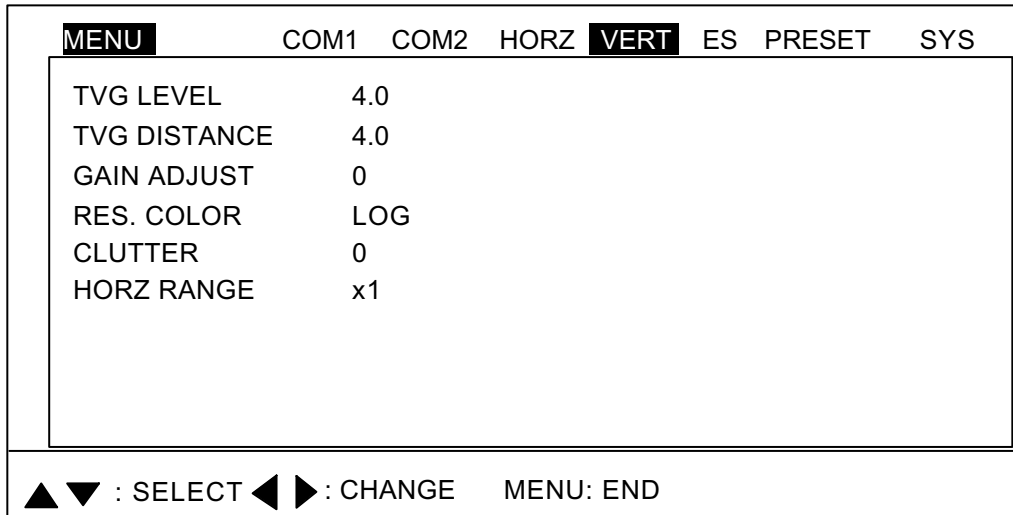 MENU COM1 COM2 HORZ VERT ES PRESET SYS
TVG LEVEL 4.0
TVG DISTANCE 4.0
GAIN ADJUST 0
RES. COLOR LOG
CLUTTER 0
HORZ RANGE x1
▲ ▼ : SELECT ◀ ▶ : CHANGE MENU: END